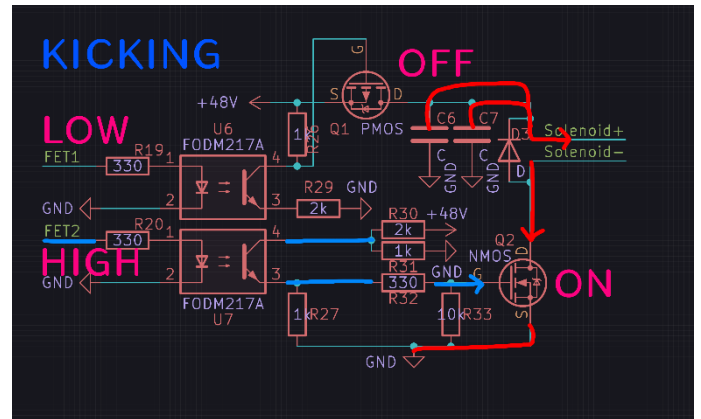 KICKING
OFF
G
+48V
S
D
Q1
PMOS
1k
R28
C6
C7
C
C
GND
GND
D3
D
Solenoid+
Solenoid-
LOW
FET1
R19
330
1
2
U6
FODM217A
4
3
R29
2k
GND
GND
FET2
R20
330
1
2
4
3
FODM217A
U7
HIGH
GND
R30
2k
+48V
1k
R31
GND
330
R32
1k
R27
10k
R33
Q2
NMOS
D
G
S
ON
GND